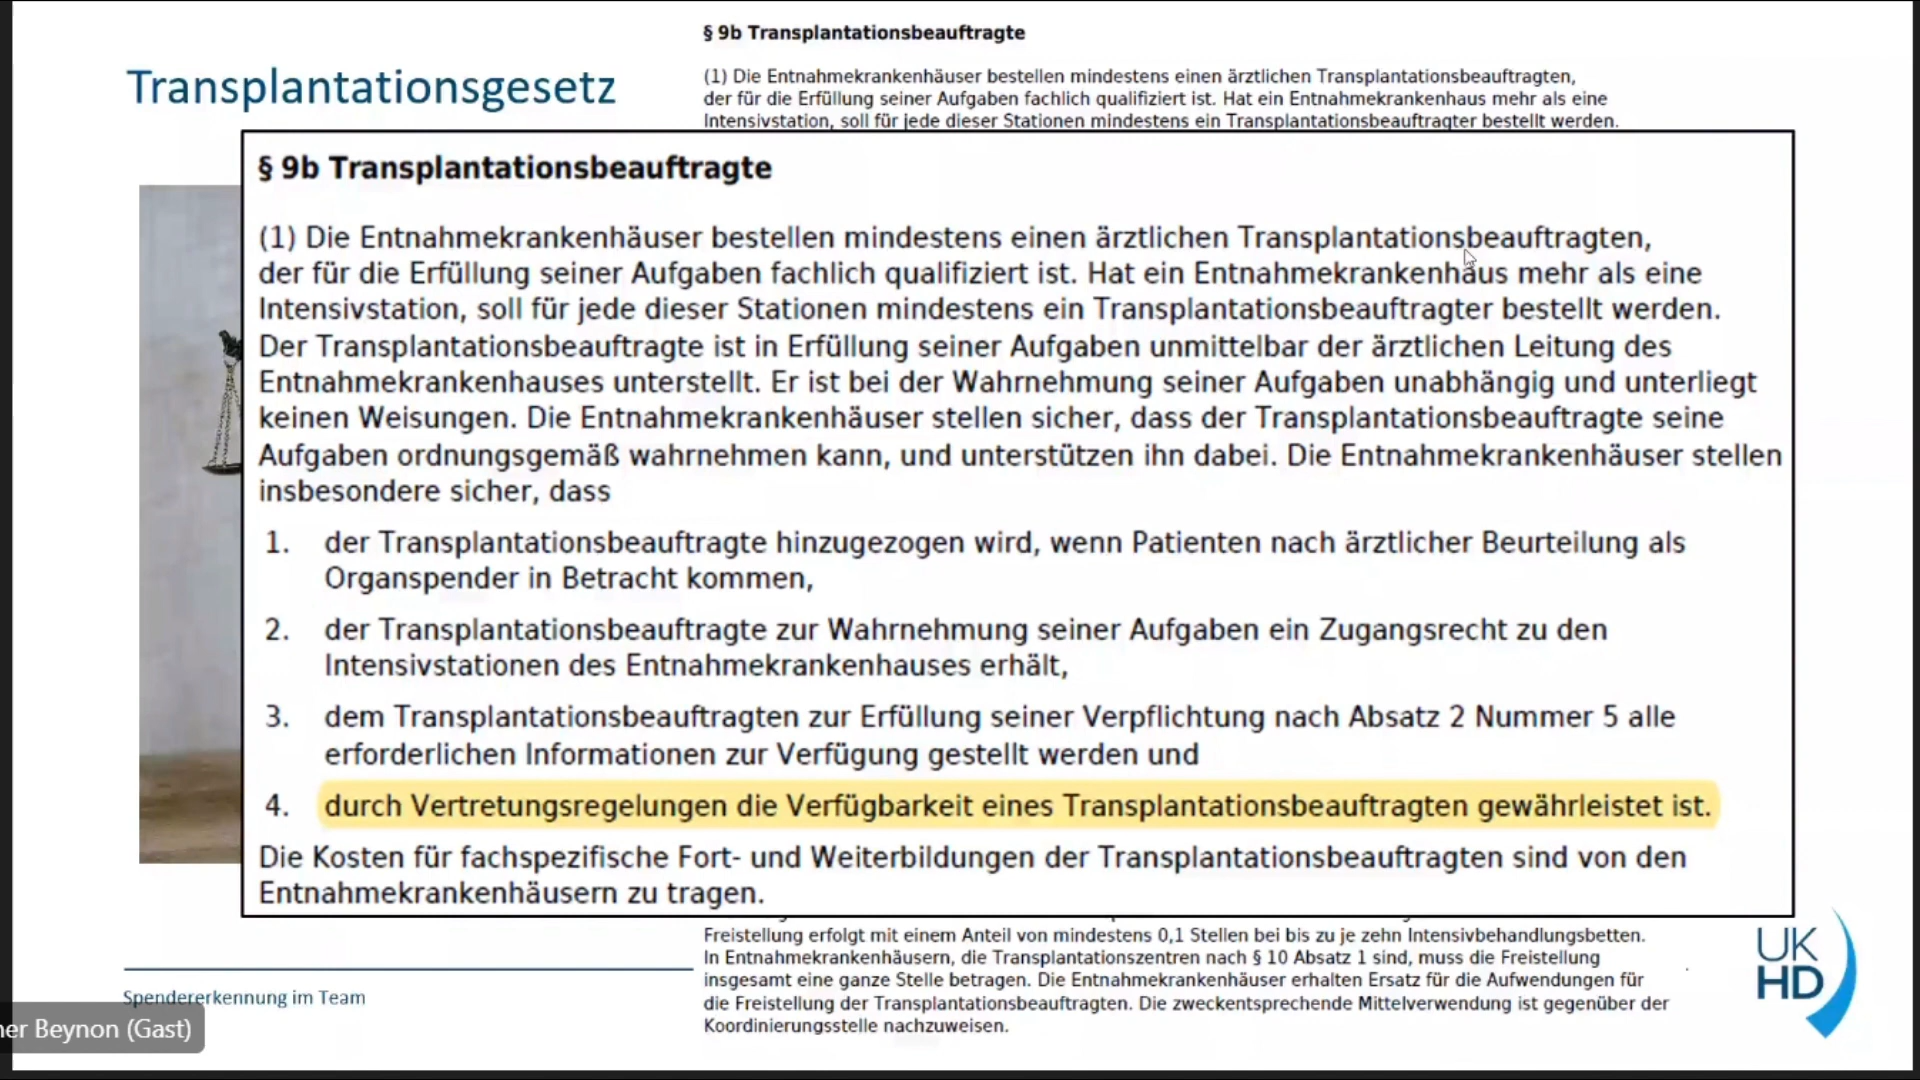 § 9b Transplantationsbeauftragte
Transplantationsgesetz
(1) Die Entnahmekrankenhäuser bestellen mindestens einen ärztlichen Transplantationsbeauftragten,
der für die Erfüllung seiner Aufgaben fachlich qualifiziert ist. Hat ein Entnahmekrankenhaus mehr als eine
Intensivstation, soll für jede dieser Stationen mindestens ein Transplantationsbeauftragter bestellt werden.
§ 9b Transplantationsbeauftragte
(1) Die Entnahmekrankenhäuser bestellen mindestens einen ärztlichen Transplantationsbeauftragten,
der für die Erfüllung seiner Aufgaben fachlich qualifiziert ist. Hat ein Entnahmekrankenhaus mehr als eine
Intensivstation, soll für jede dieser Stationen mindestens ein Transplantationsbeauftragter bestellt werden.
Der Transplantationsbeauftragte ist in Erfüllung seiner Aufgaben unmittelbar der ärztlichen Leitung des
Entnahmekrankenhauses unterstellt. Er ist bei der Wahrnehmung seiner Aufgaben unabhängig und unterliegt
keinen Weisungen. Die Entnahmekrankenhäuser stellen sicher, dass der Transplantationsbeauftragte seine
Aufgaben ordnungsgemäß wahrnehmen kann, und unterstützen ihn dabei. Die Entnahmekrankenhäuser stellen
insbesondere sicher, dass
1. der Transplantationsbeauftragte hinzugezogen wird, wenn Patienten nach ärztlicher Beurteilung als
Organspender in Betracht kommen,
2. der Transplantationsbeauftragte zur Wahrnehmung seiner Aufgaben ein Zugangsrecht zu den
Intensivstationen des Entnahmekrankenhauses erhält,
3. dem Transplantationsbeauftragten zur Erfüllung seiner Verpflichtung nach Absatz 2 Nummer 5 alle
erforderlichen Informationen zur Verfügung gestellt werden und
4. durch Vertretungsregelungen die Verfügbarkeit eines Transplantationsbeauftragten gewährleistet ist.
Die Kosten für fachspezifische Fort- und Weiterbildungen der Transplantationsbeauftragten sind von den
Entnahmekrankenhäusern zu tragen.
Freistellung erfolgt mit einem Anteil von mindestens 0,1 Stellen bei bis zu je zehn Intensivbehandlungsbetten.
In Entnahmekrankenhäusern, die Transplantationszentren nach § 10 Absatz 1 sind, muss die Freistellung
insgesamt eine ganze Stelle betragen. Die Entnahmekrankenhäuser erhalten Ersatz für die Aufwendungen für
die Freistellung der Transplantationsbeauftragten. Die zweckentsprechende Mittelverwendung ist gegenüber der
Koordinierungsstelle nachzuweisen.
Spendererkennung im Team
ner Beynon (Gast)
UK
HD